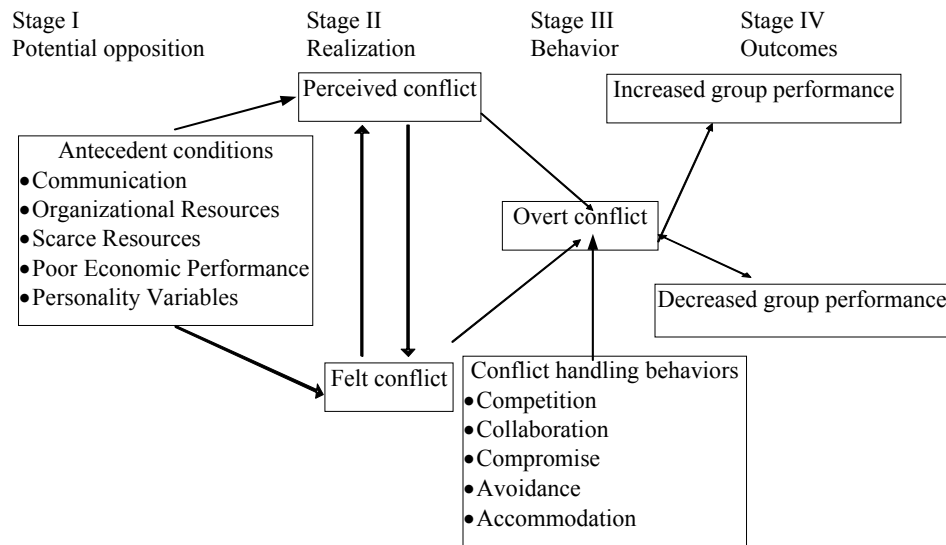 Stage I
Potential opposition
Stage II
Realization
Stage III
Behavior
Stage IV
Outcomes
Perceived conflict
Increased group performance
Antecedent conditions
•Communication
•Organizational Resources
•Scarce Resources
•Poor Economic Performance
•Personality Variables
Overt conflict
Decreased group performance
Felt conflict
Conflict handling behaviors
•Competition
•Collaboration
•Compromise
•Avoidance
•Accommodation